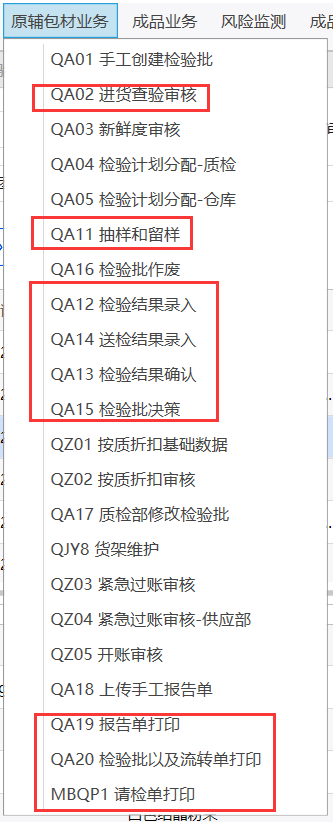 原辅包材业务 成品业务 风险监测
QA01 手工创建检验批
QA02 进货查验审核
QA03 新鲜度审核
QA04 检验计划分配-质检
QA05 检验计划分配-仓库
QA11 抽样和留样
QA16 检验批作废
QA12 检验结果录入
QA14 送检结果录入
QA13 检验结果确认
QA15 检验批决策
QZ01 按质折扣基础数据
QZ02 按质折扣审核
QA17 质检部修改检验批
QJY8 货架维护
QZ03 紧急过账审核
QZ04 紧急过账审核-供应部
QZ05 开账审核
QA18 上传手工报告单
QA19 报告单打印
QA20 检验批以及流转单打印
MBQP1 请检单打印